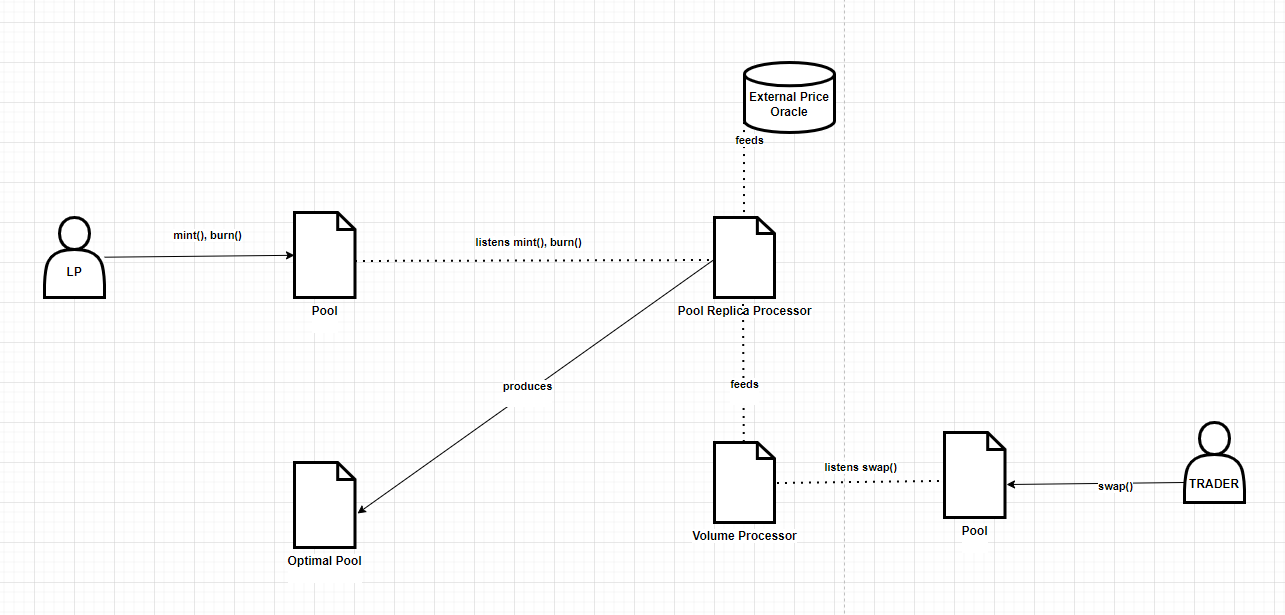 External Price
Oracle
feeds
mint(), burn()
listens mint(), burn()
LP
Pool
Pool Replica Processor
produces
feeds
listens swap()
swap()
TRADER
Volume Processor
Pool
Optimal Pool